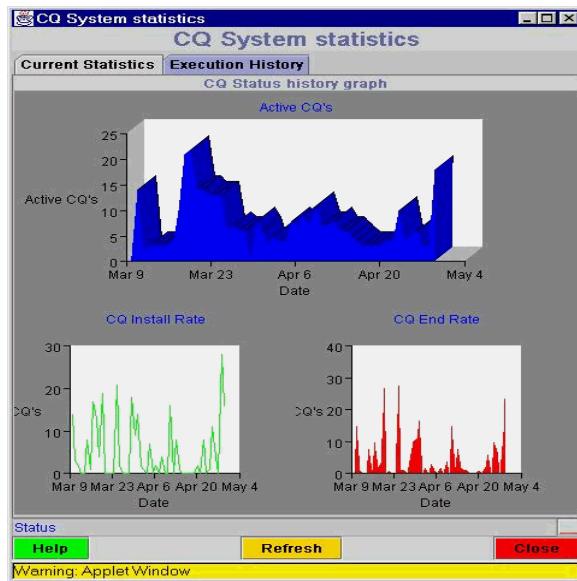 CQ System statistics
CQ System statistics
Current Statistics Execution History
CQ Status history graph
Active CQ's
25
20
15
10
5
0
Active CQ's
Mar 9 Mar 23 Apr 6 Apr 20 May 4
Date
CQ Install Rate CQ End Rate
30
20
10
0
CQ's
Mar 9 Mar 23 Apr 6 Apr 20 May 4
Date
40
30
20
10
0
CQ's
Mar 9 Mar 23 Apr 6 Apr 20 May 4
Date
Status
Help Refresh Close
Warning: Applet Window